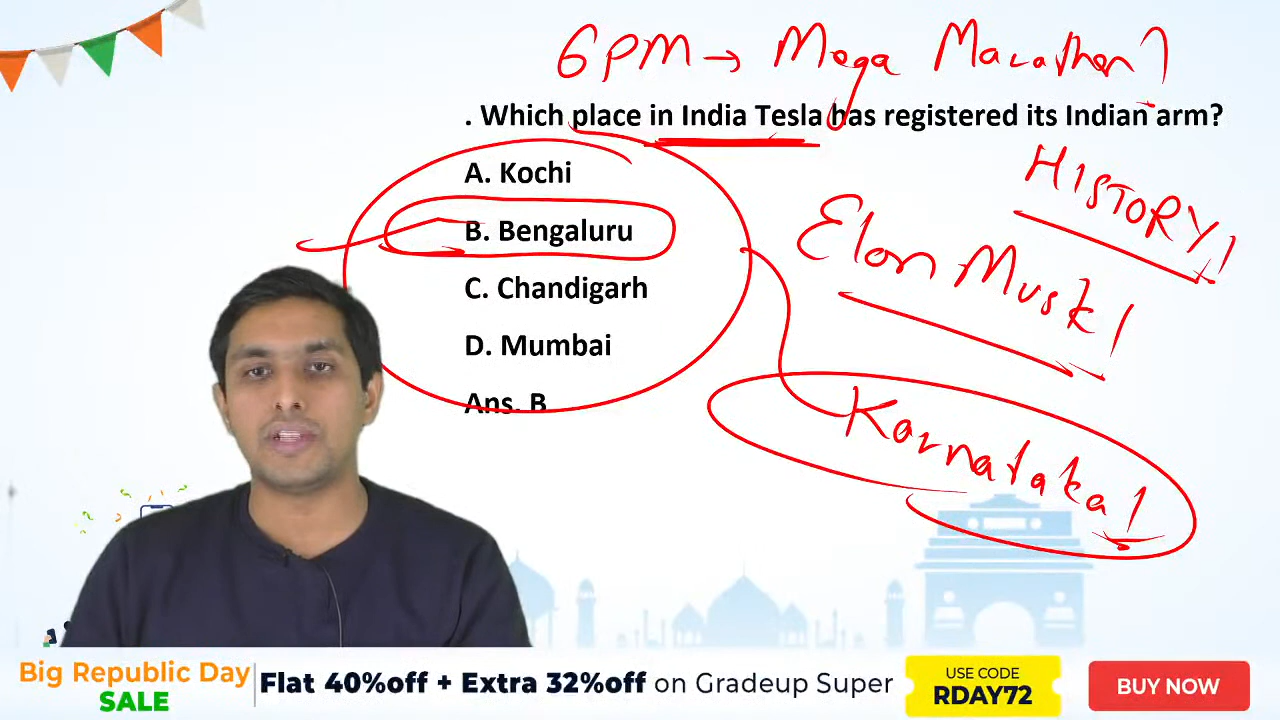 6 PM → Mega Marathon!
. Which place in India Tesla has registered its Indian arm?
A. Kochi
HISTORY!
B. Bengaluru
Elon Musk!
C. Chandigarh
D. Mumbai
Ans. B
Karnataka!
Big Republic Day
SALE
Flat 40%off + Extra 32%off on Gradeup Super
USE CODE
RDAY72
BUY NOW